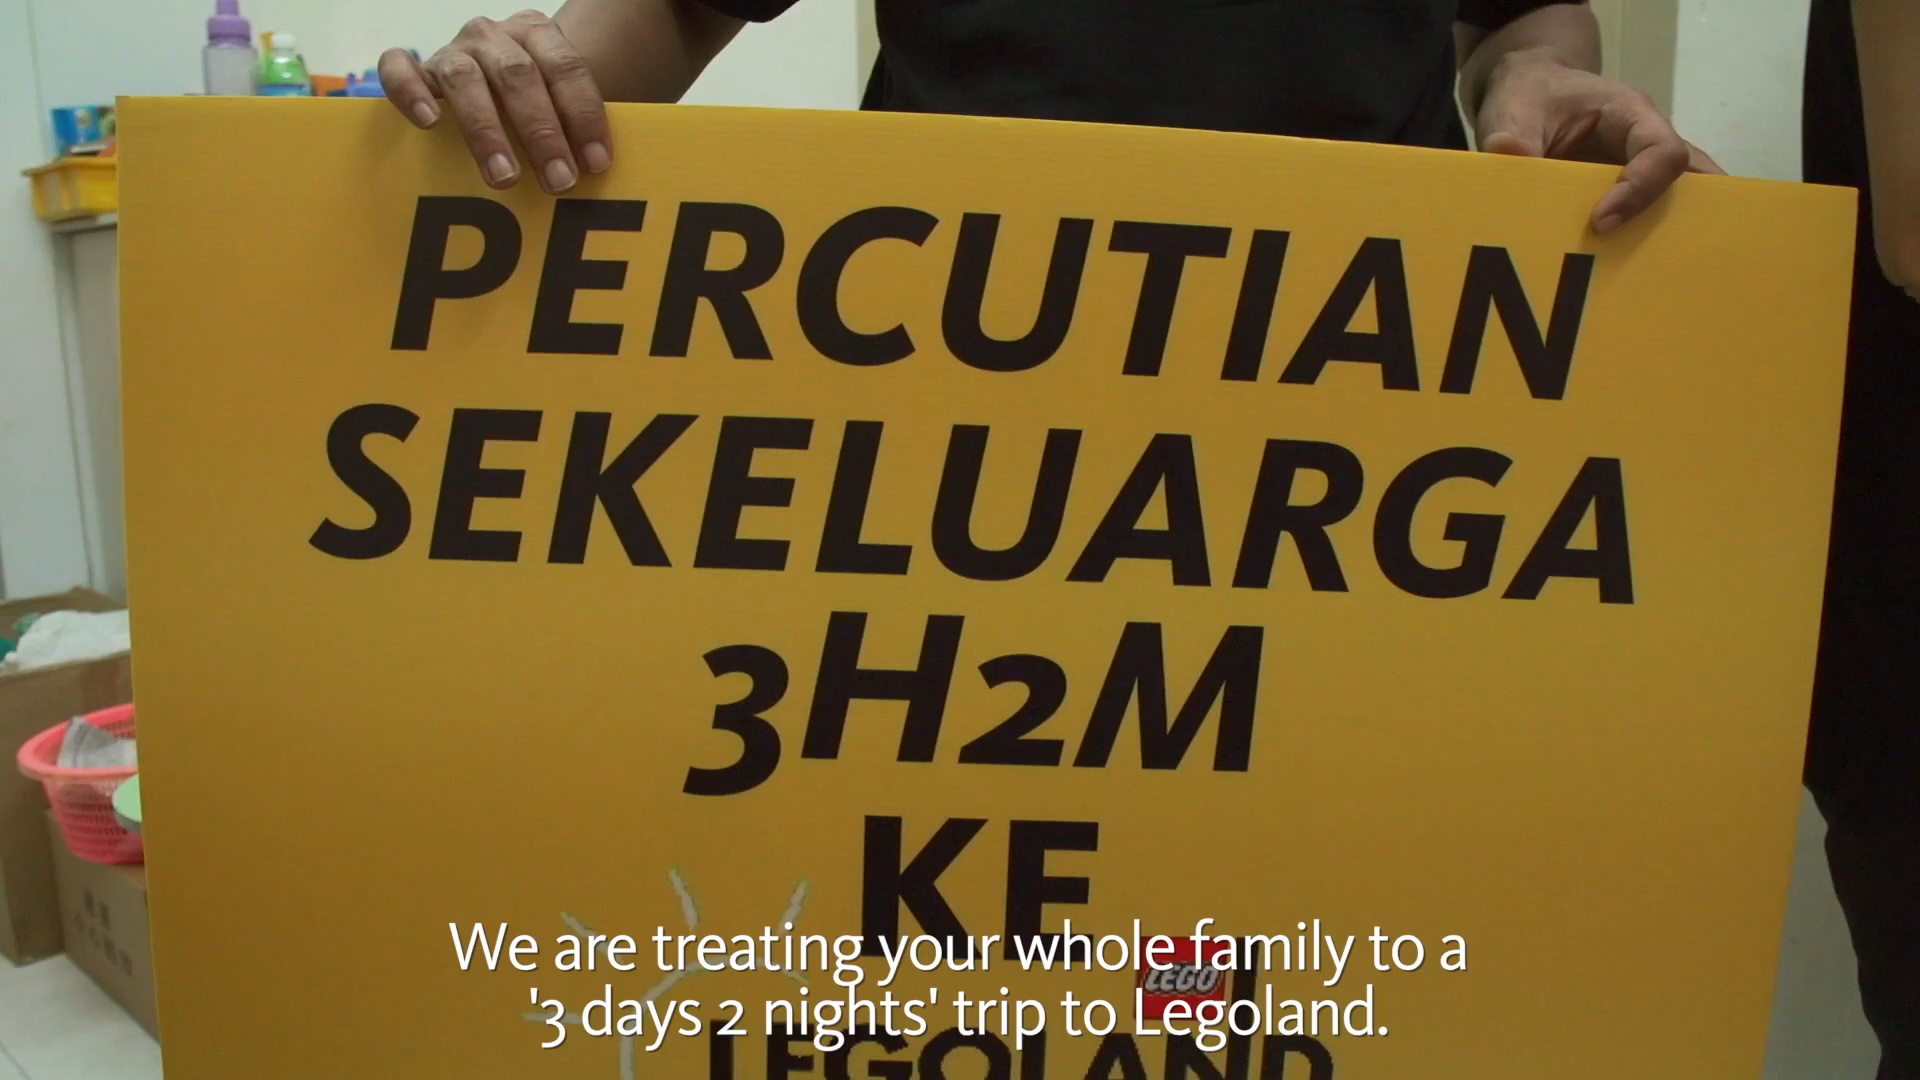 PERCUTIAN
SEKELUARGA
3H2M
KE
We are treating your whole family to a
LEGO
'3 days 2 nights' trip to Legoland.
LEGOLAND